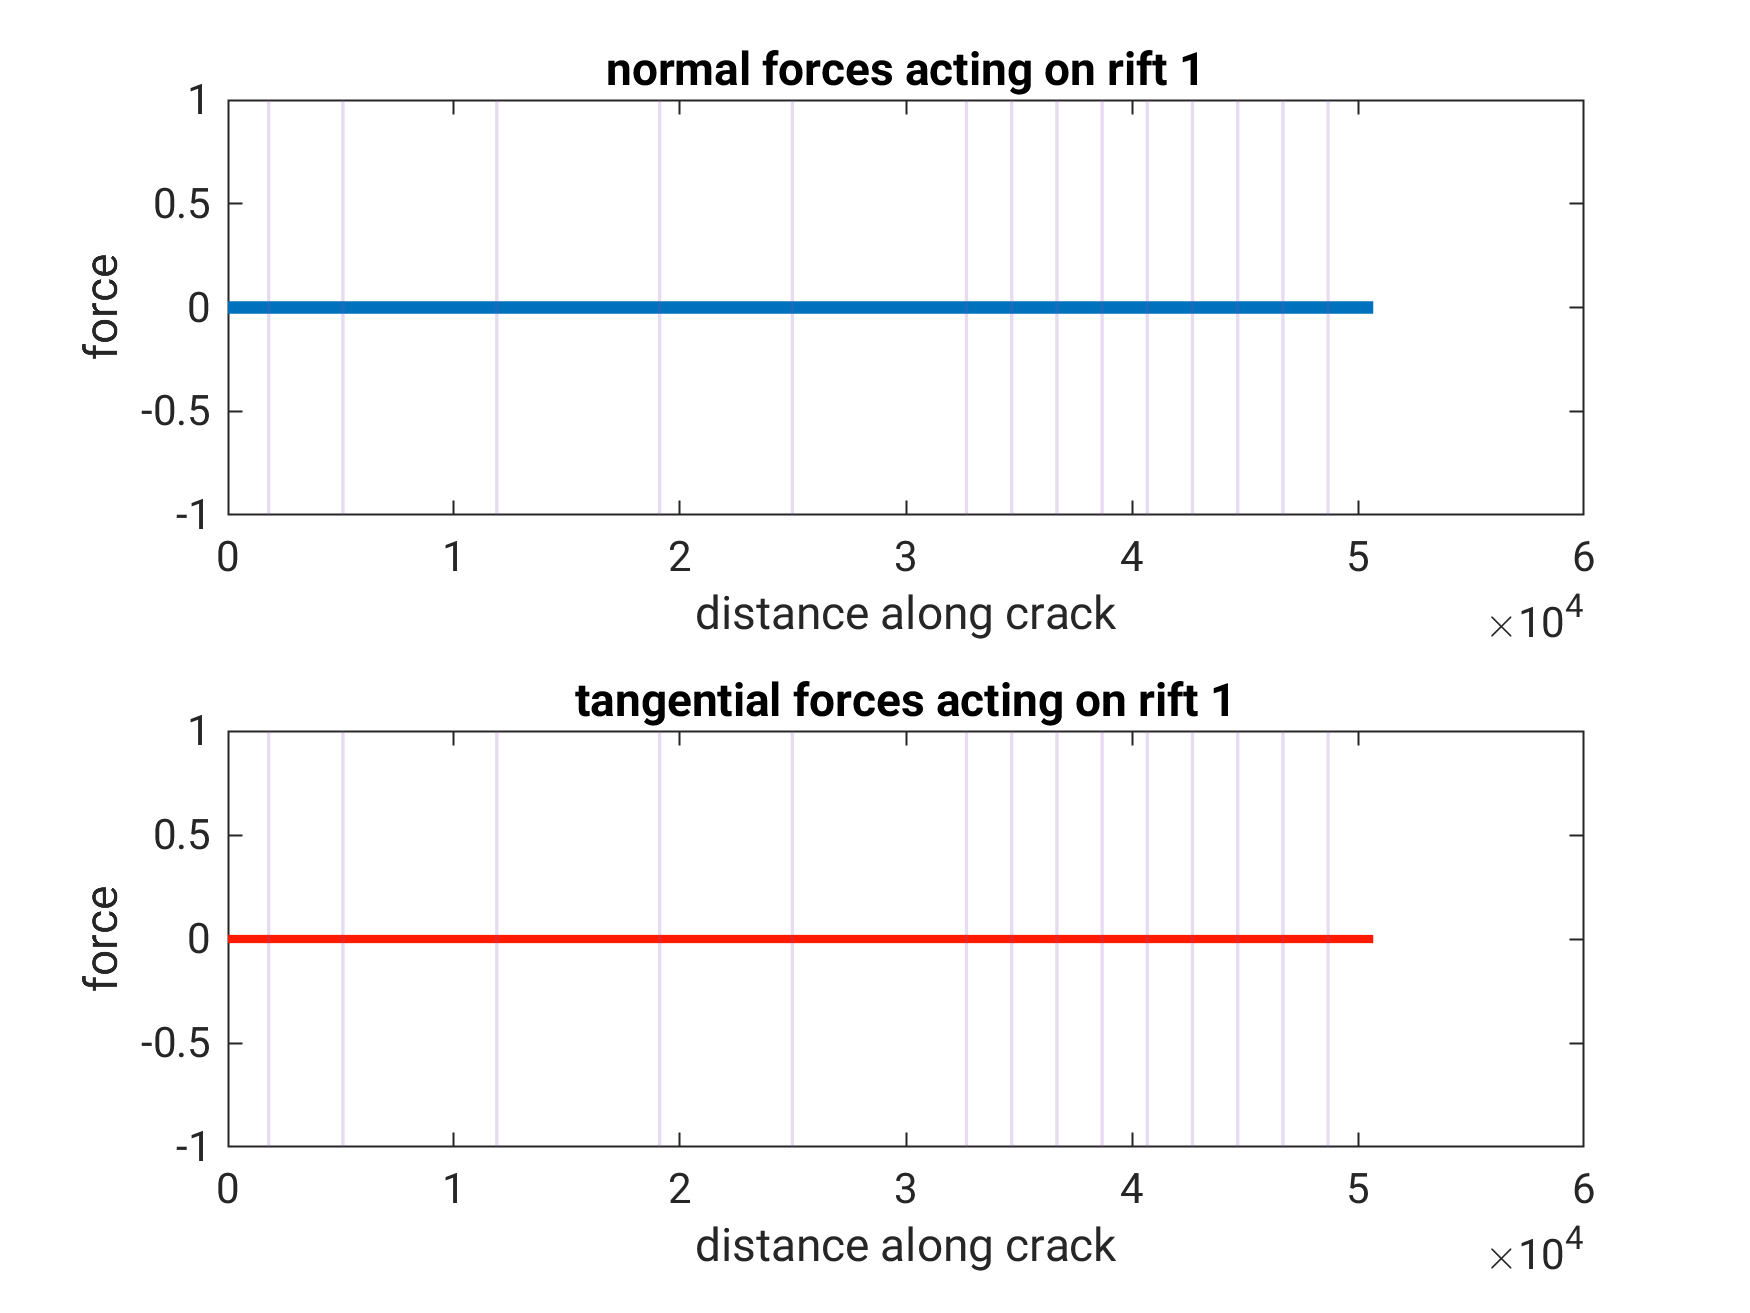 normal forces acting on rift 1
1
0.5
0
-0.5
-1
force
0 1 2 3 4 5 6
distance along crack
×10^4
tangential forces acting on rift 1
1
0.5
0
-0.5
-1
force
0 1 2 3 4 5 6
distance along crack
×10^4